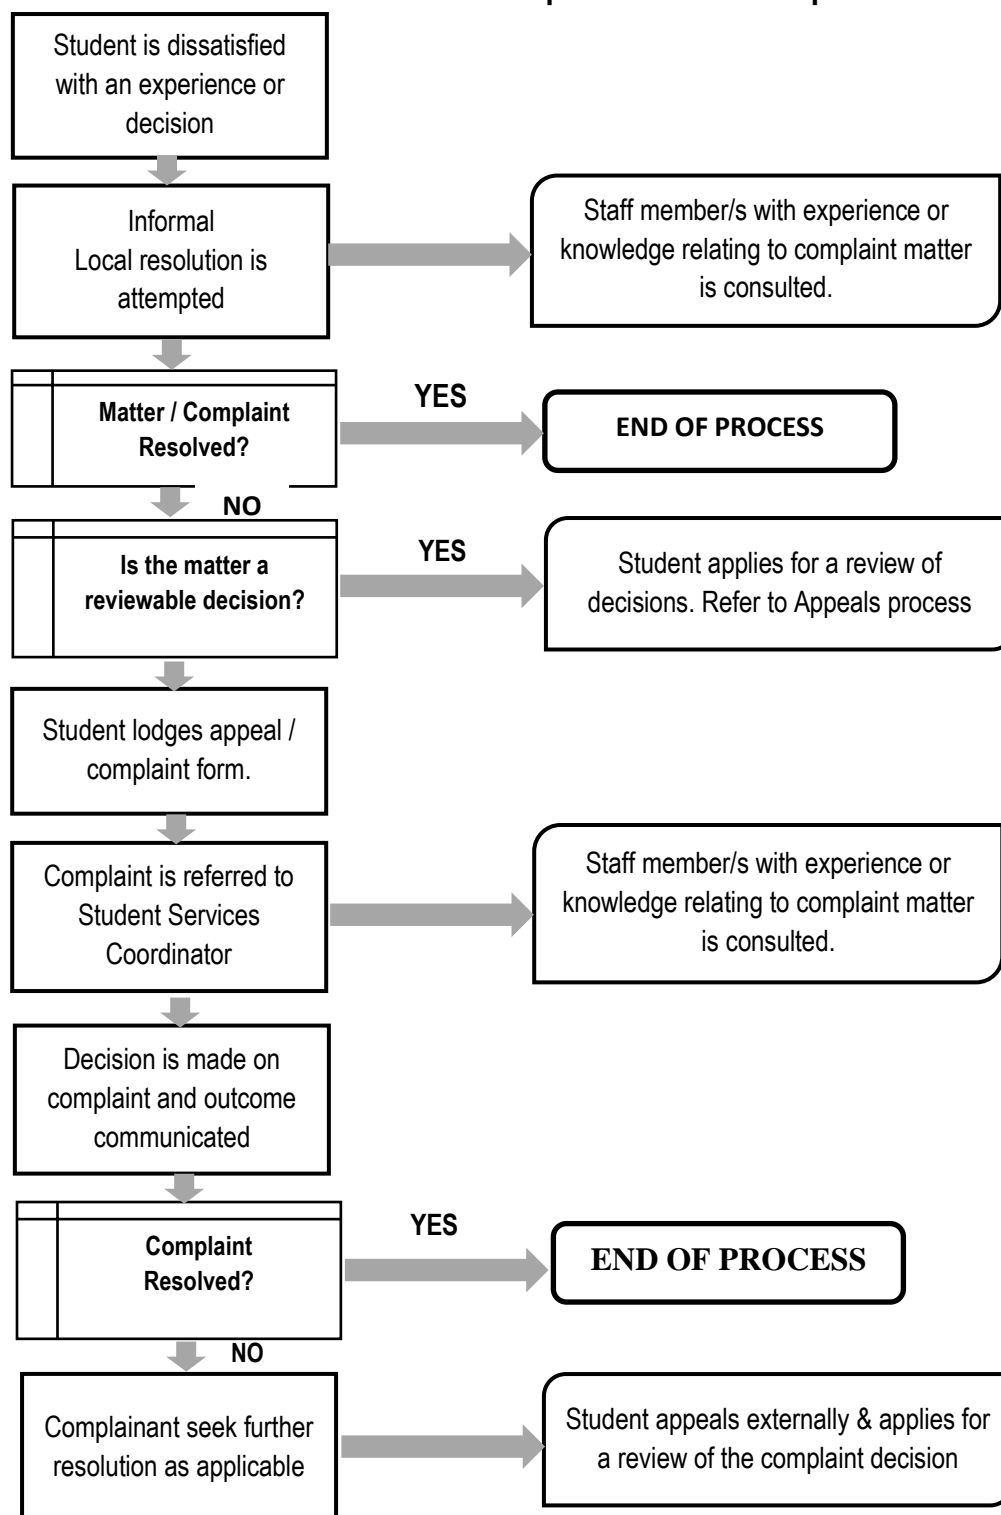 Student is dissatisfied
with an experience or
decision
Informal
Local resolution is
attempted
Staff member/s with experience or
knowledge relating to complaint matter
is consulted.
Matter / Complaint
Resolved?
YES
END OF PROCESS
NO
Is the matter a
reviewable decision?
YES
Student applies for a review of
decisions. Refer to Appeals process
Student lodges appeal /
complaint form.
Complaint is referred to
Student Services
Coordinator
Staff member/s with experience or
knowledge relating to complaint matter
is consulted.
Decision is made on
complaint and outcome
communicated
Complaint
Resolved?
YES
END OF PROCESS
NO
Complainant seek further
resolution as applicable
Student appeals externally & applies for
a review of the complaint decision